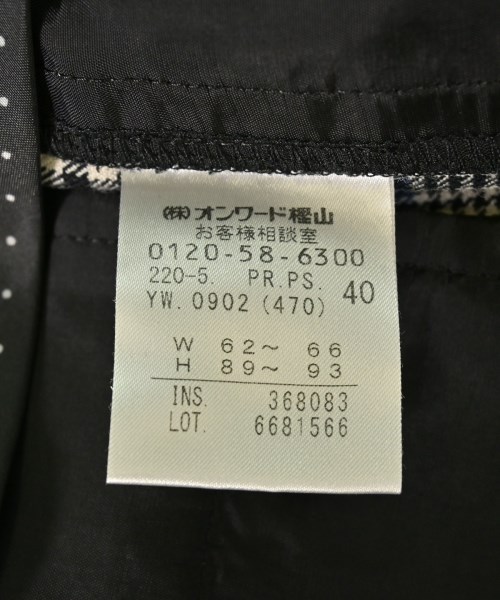 ㈱オンワード樫山
お客様相談室
0120-58-6300
220-5. PR.PS. 40
YW.0902(470)
W 62～ 66
H 89～ 93
INS. 368083
LOT. 6681566